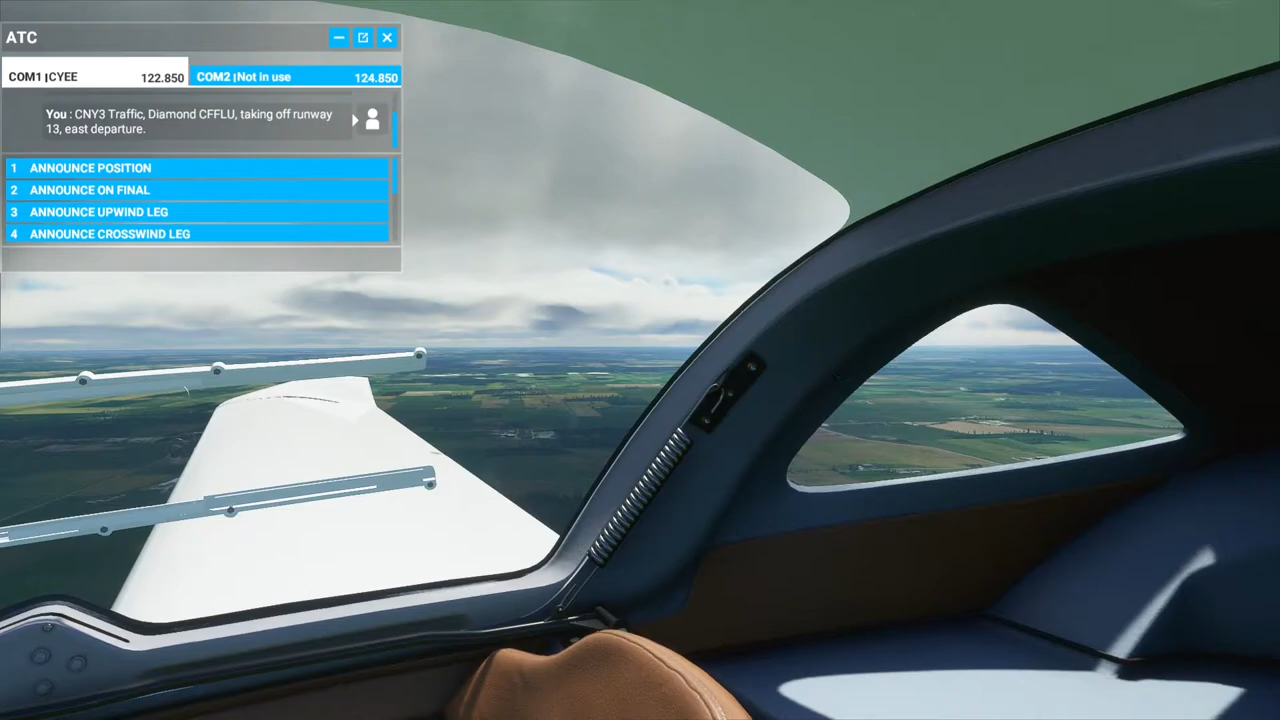 ATC
COM1 | CYEE 122.850
COM2 | Not in use 124.850
You : CNY3 Traffic, Diamond CFFLU, taking off runway
13, east departure.
1 ANNOUNCE POSITION
2 ANNOUNCE ON FINAL
3 ANNOUNCE UPWIND LEG
4 ANNOUNCE CROSSWIND LEG